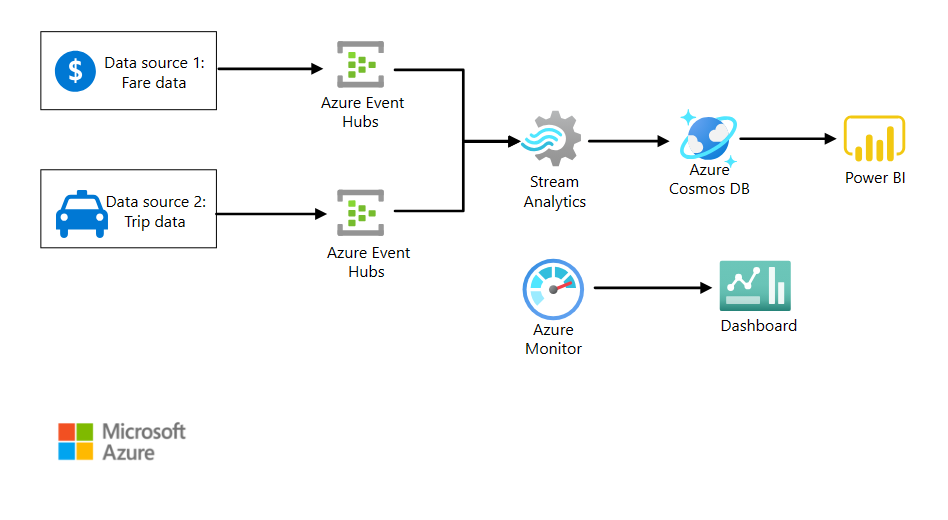 Data source 1:
Fare data
Azure Event
Hubs
Data source 2:
Trip data
Azure Event
Hubs
Stream
Analytics
Azure
Cosmos DB
Power BI
Azure
Monitor
Dashboard
Microsoft
Azure